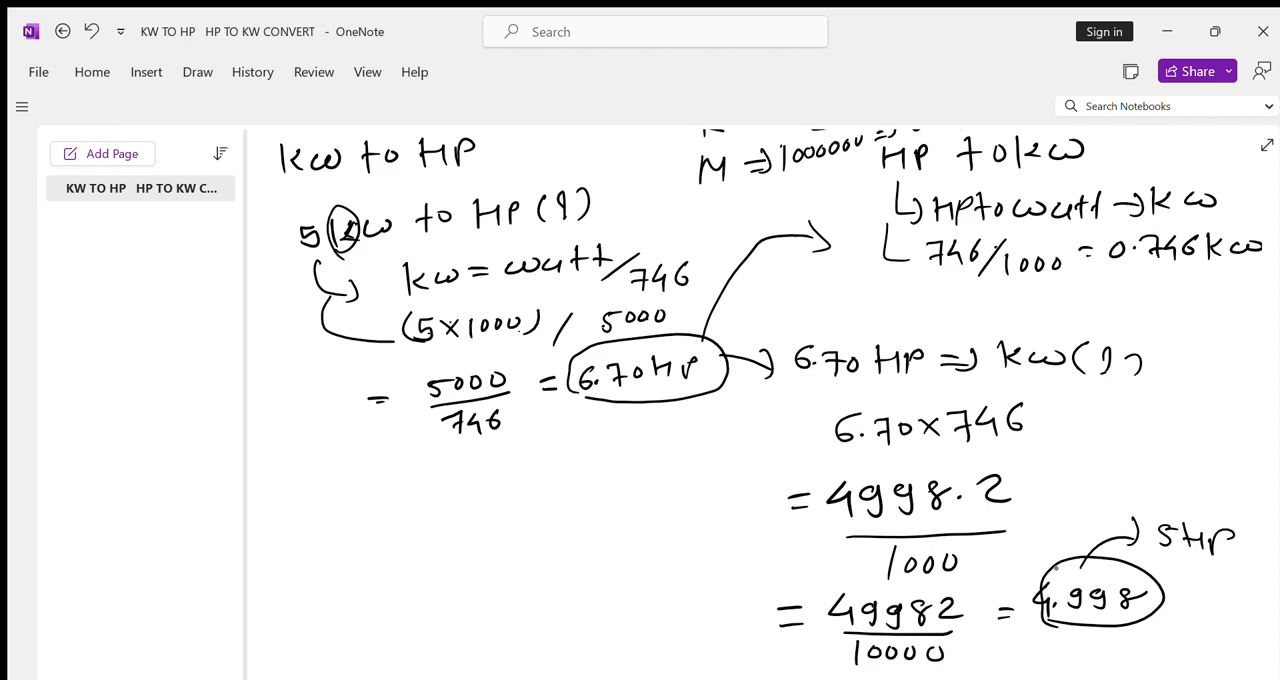 KW TO HP HP TO KW CONVERT - OneNote
Search
Sign in
File Home Insert Draw History Review View Help
Share
Search Notebooks
Add Page
KW TO HP HP TO KW C...
kw to HP
5 kw to HP (?)
kw = watt/746
(5×1000) / 5000
= 5000/746 = 6.70 HP
M => 1000000
HP to kw
HP to watt → kw
746/1000 = 0.746 kw
6.70 HP => kw(?)
6.70×746
= 4998.2
1000
= 49982/10000 = 4.998
5 HP